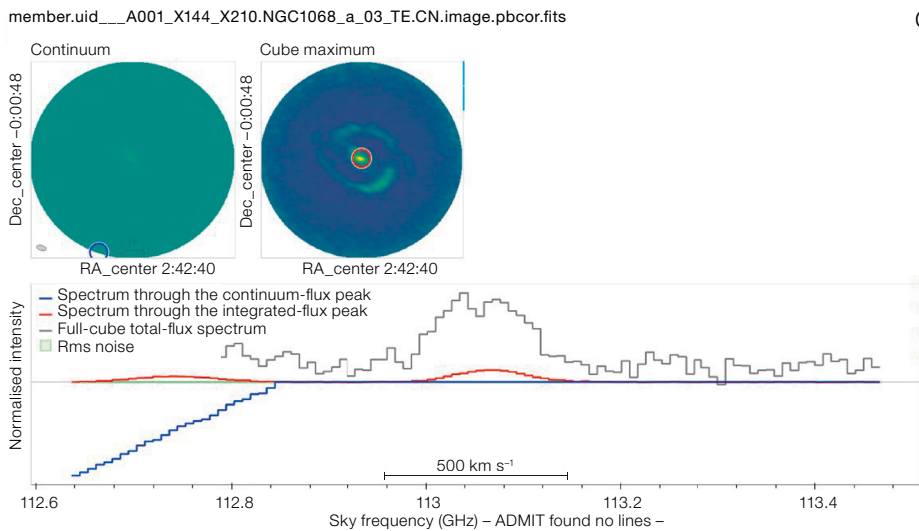 member.uid___A001_X144_X210.NGC1068_a_03_TE.CN.image.pbcor.fits
Continuum
Cube maximum
Dec_center –0:00:48
Dec_center –0:00:48
RA_center 2:42:40
RA_center 2:42:40
Spectrum through the continuum-flux peak
Spectrum through the integrated-flux peak
Full-cube total-flux spectrum
Rms noise
Normalised intensity
500 km s⁻¹
112.6 112.8 113 113.2 113.4
Sky frequency (GHz) – ADMIT found no lines –